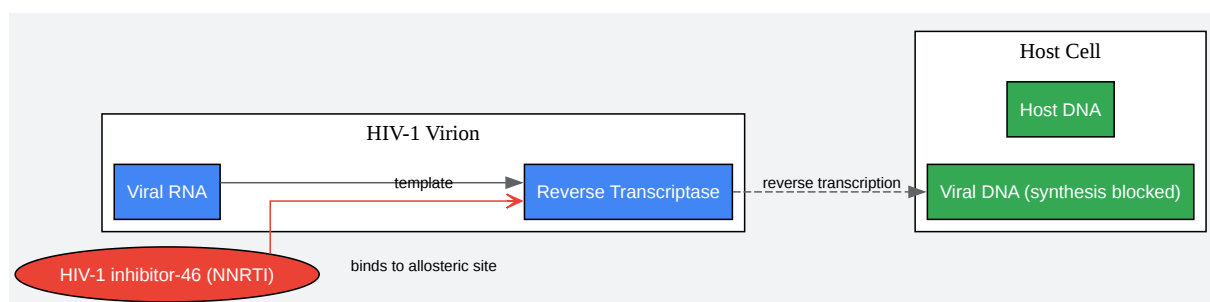 Host Cell
Host DNA
HIV-1 Virion
Viral RNA
template
Reverse Transcriptase
reverse transcription
Viral DNA (synthesis blocked)
HIV-1 inhibitor-46 (NNRTI)
binds to allosteric site